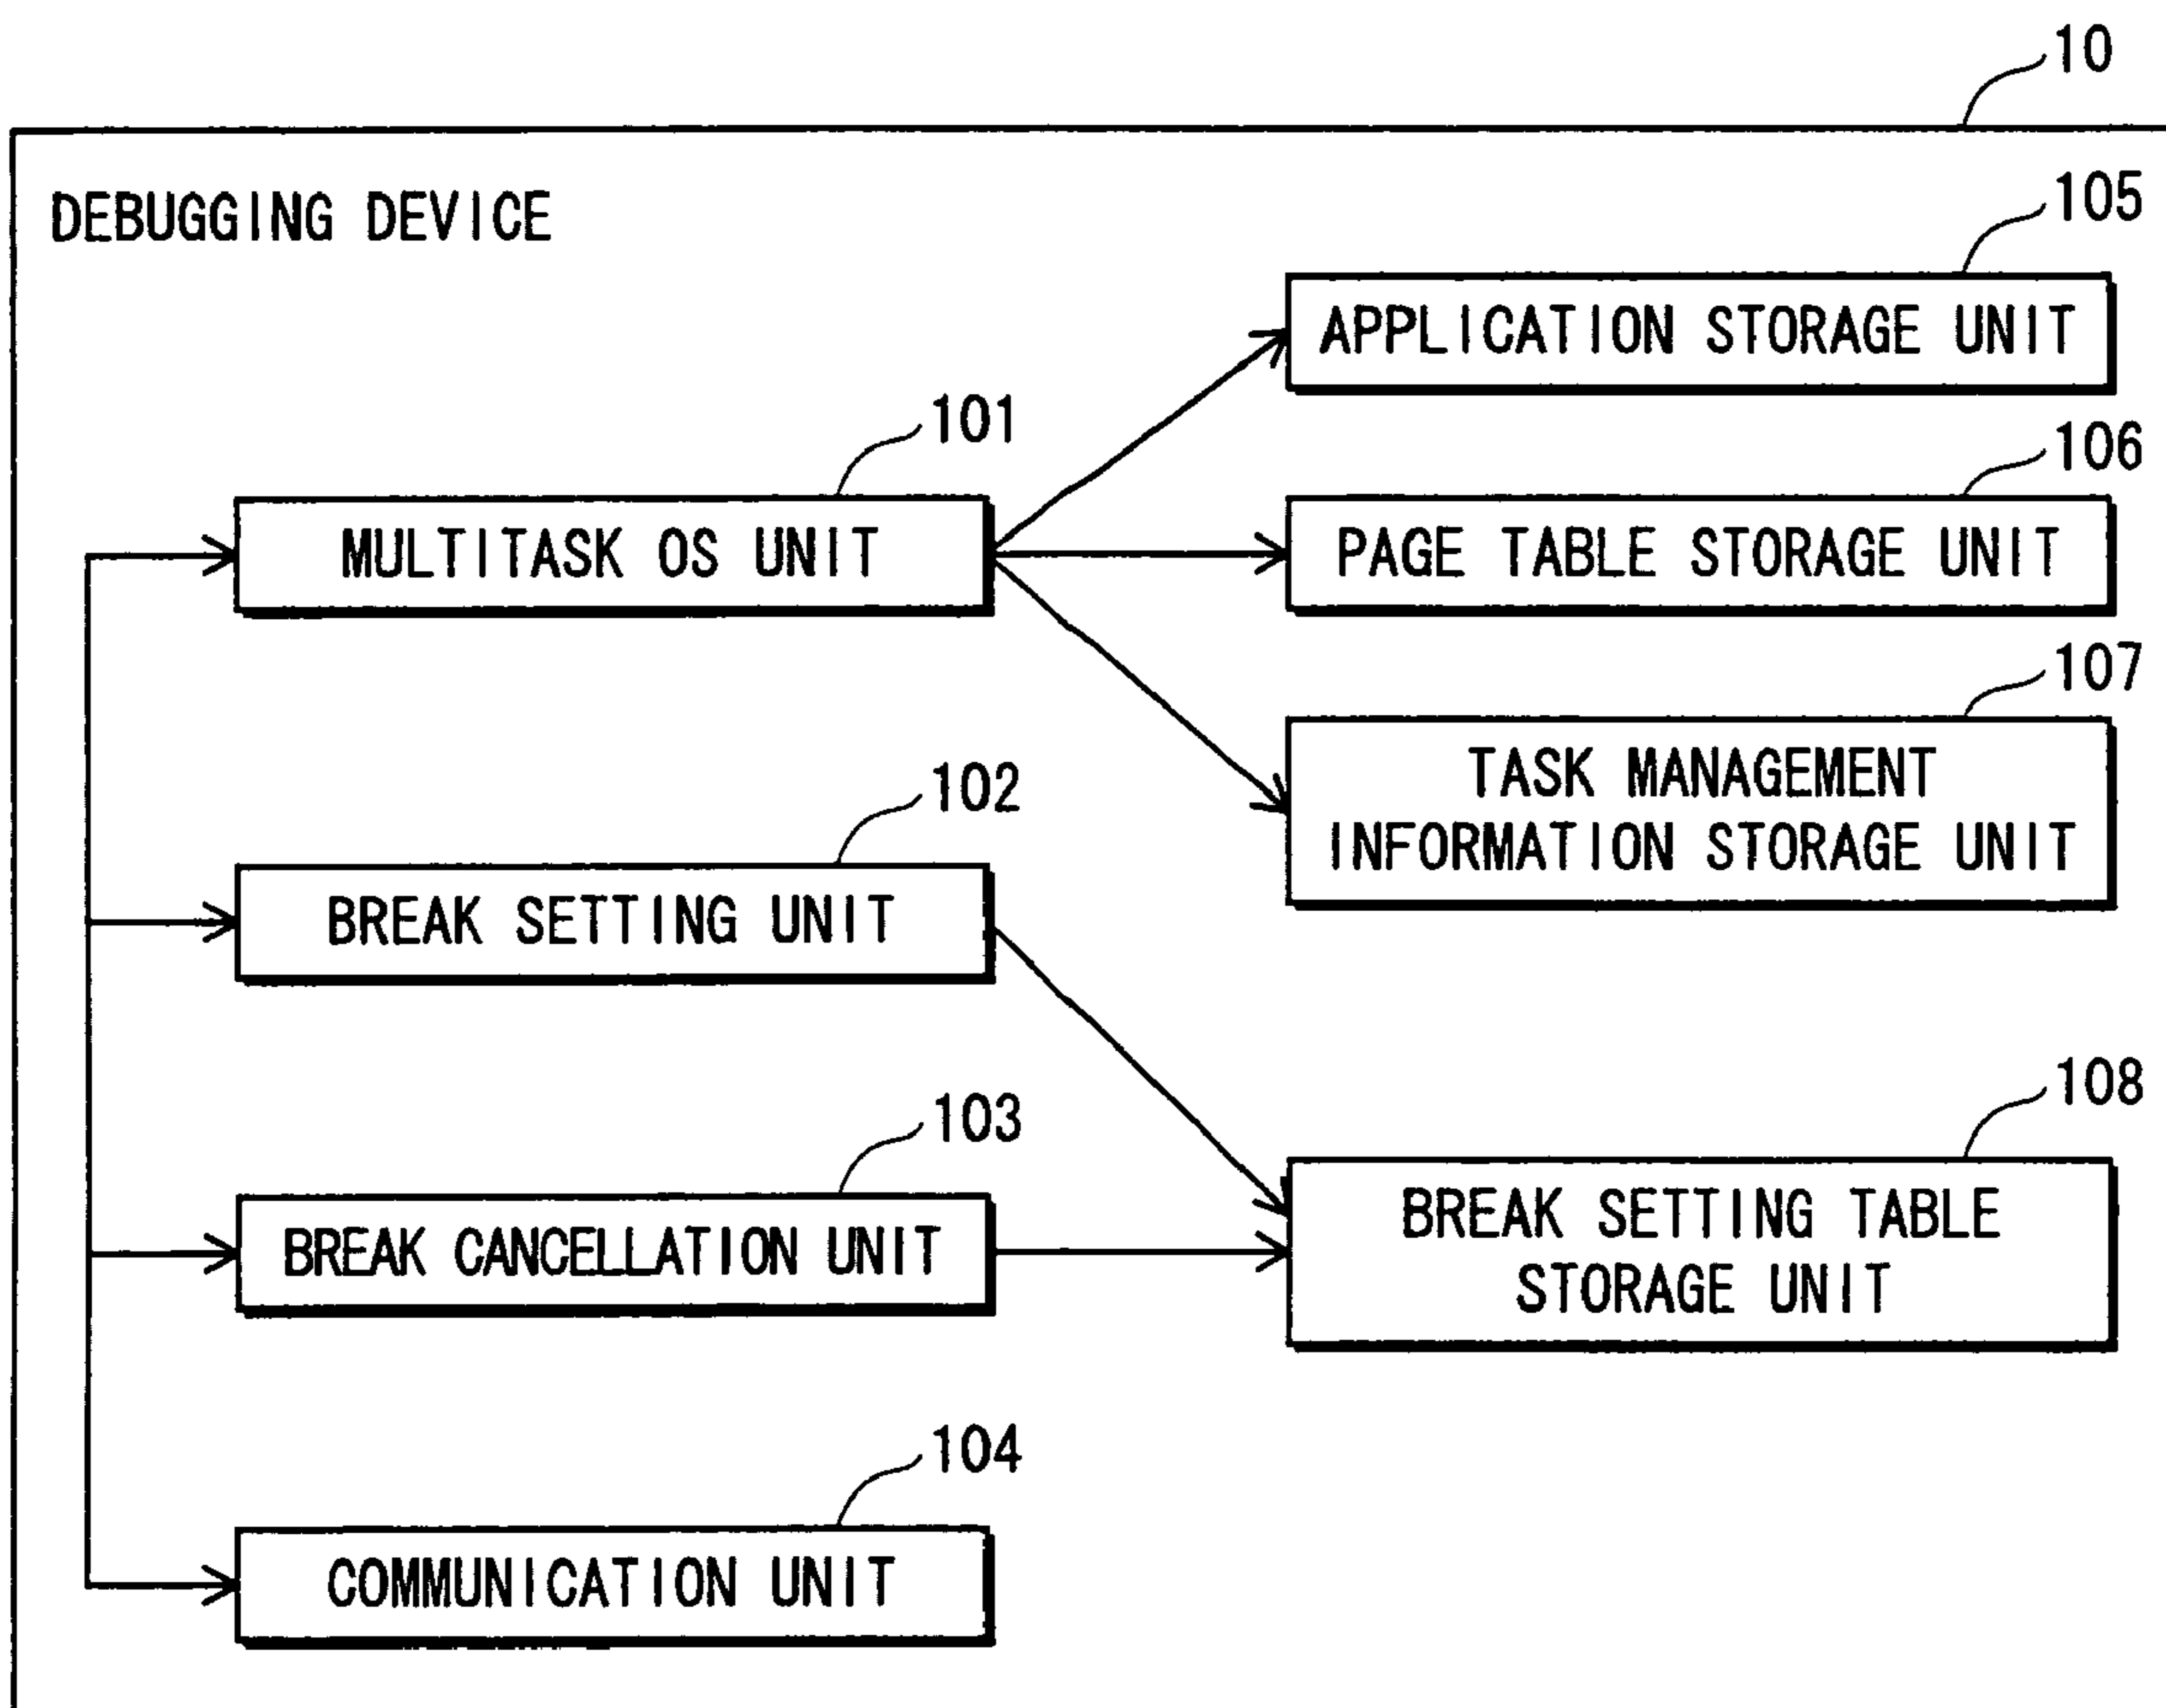 10
DEBUGGING DEVICE
105
APPLICATION STORAGE UNIT
101
MULTITASK OS UNIT
106
PAGE TABLE STORAGE UNIT
107
TASK MANAGEMENT
INFORMATION STORAGE UNIT
102
BREAK SETTING UNIT
103
BREAK CANCELLATION UNIT
108
BREAK SETTING TABLE
STORAGE UNIT
104
COMMUNICATION UNIT